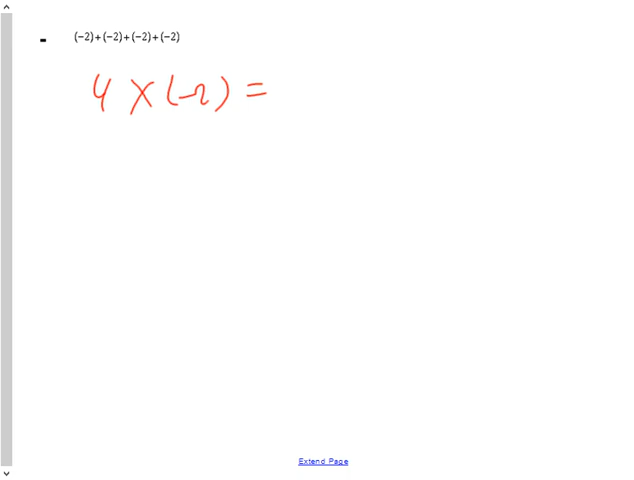 (-2)+(-2)+(-2)+(-2)
4 × (-2) =
Extend Page